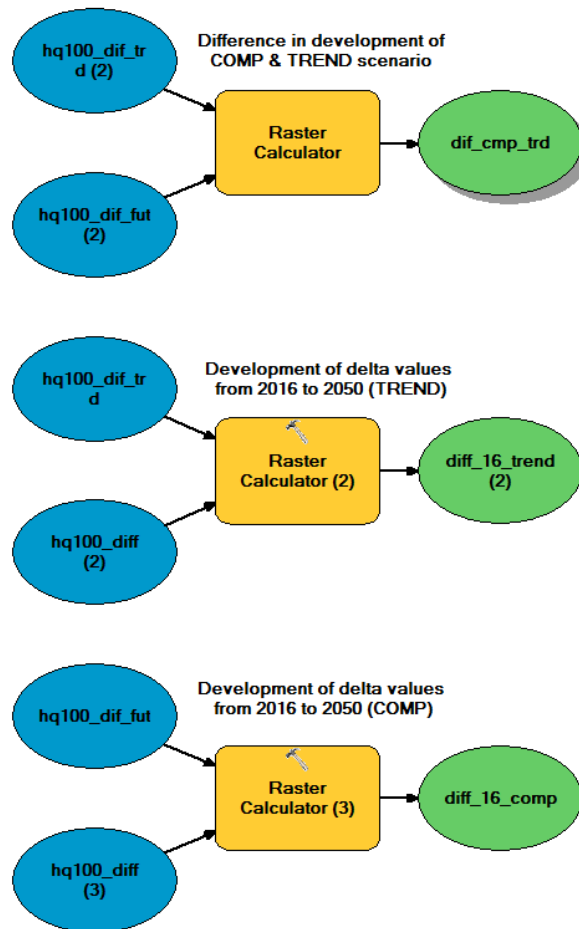 hq100_dif_tr
d (2)
Difference in development of
COMP & TREND scenario
Raster
Calculator
dif_cmp_trd
hq100_dif_fut
(2)
hq100_dif_tr
d
Development of delta values
from 2016 to 2050 (TREND)
Raster
Calculator (2)
diff_16_trend
(2)
hq100_diff
(2)
hq100_dif_fut
Development of delta values
from 2016 to 2050 (COMP)
Raster
Calculator (3)
diff_16_comp
hq100_diff
(3)